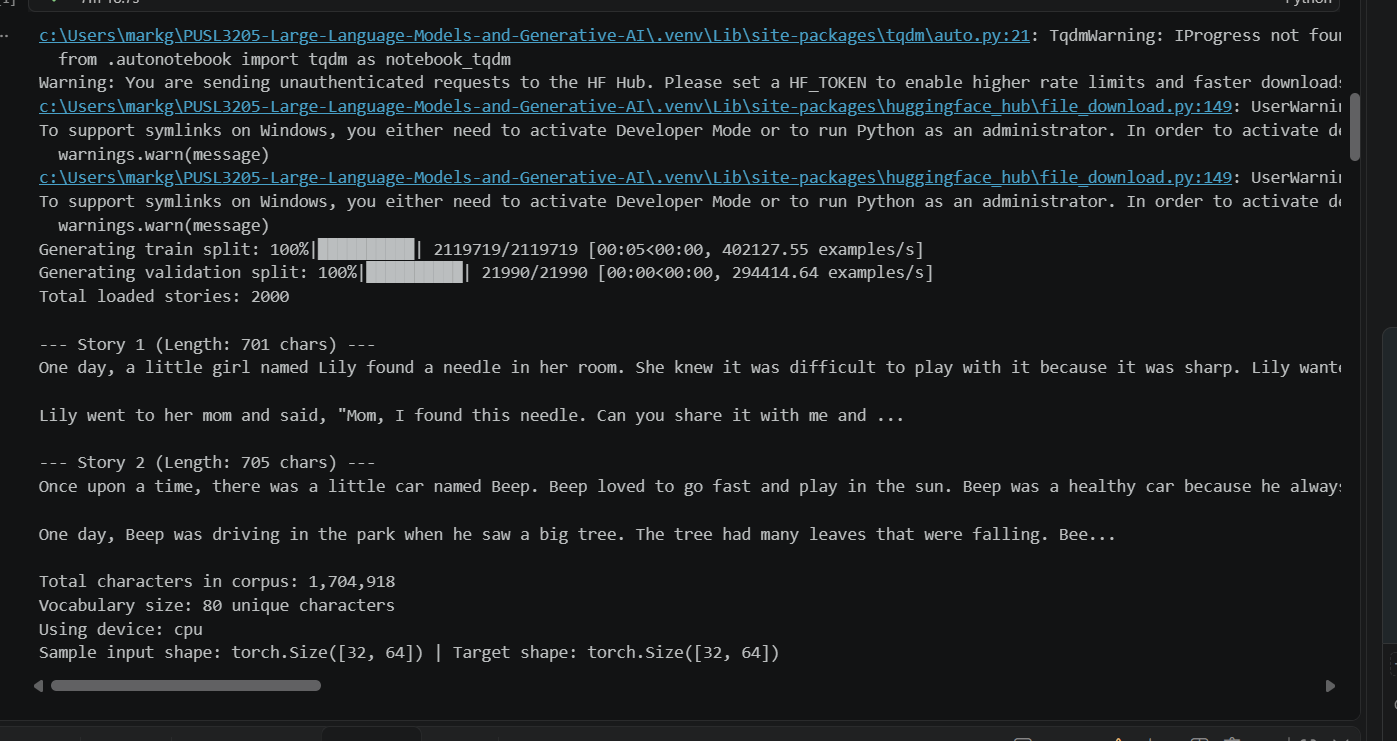 c:\Users\markg\PUSL3205-Large-Language-Models-and-Generative-AI\.venv\Lib\site-packages\tqdm\auto.py:21: TqdmWarning: IProgress not
from .autonotebook import tqdm as notebook_tqdm
Warning: You are sending unauthenticated requests to the HF Hub. Please set a HF_TOKEN to enable higher rate limits and faster downloads
c:\Users\markg\PUSL3205-Large-Language-Models-and-Generative-AI\.venv\Lib\site-packages\huggingface_hub\file_download.py:149:
To support symlinks on Windows, you either need to activate Developer Mode or to run Python as an administrator. In order to activate
warnings.warn(message)
c:\Users\markg\PUSL3205-Large-Language-Models-and-Generative-AI\.venv\Lib\site-packages\huggingface_hub\file_download.py:149:
To support symlinks on Windows, you either need to activate Developer Mode or to run Python as an administrator. In order to activate
warnings.warn(message)
Generating train split: 100%|██████████| 2119719/2119719 [00:05<00:00, 402127.55 examples/s]
Generating validation split: 100%|██████████| 21990/21990 [00:00<00:00, 294414.64 examples/s]
Total loaded stories: 2000
--- Story 1 (Length: 701 chars) ---
One day, a little girl named Lily found a needle in her room. She knew it was difficult to play with it because it was sharp. Lily
Lily went to her mom and said, "Mom, I found this needle. Can you share it with me and ...
--- Story 2 (Length: 705 chars) ---
Once upon a time, there was a little car named Beep. Beep loved to go fast and play in the sun. Beep was a healthy car because he always
One day, Beep was driving in the park when he saw a big tree. The tree had many leaves that were falling. Bee...
Total characters in corpus: 1,704,918
Vocabulary size: 80 unique characters
Using device: cpu
Sample input shape: torch.Size([32, 64]) | Target shape: torch.Size([32, 64])